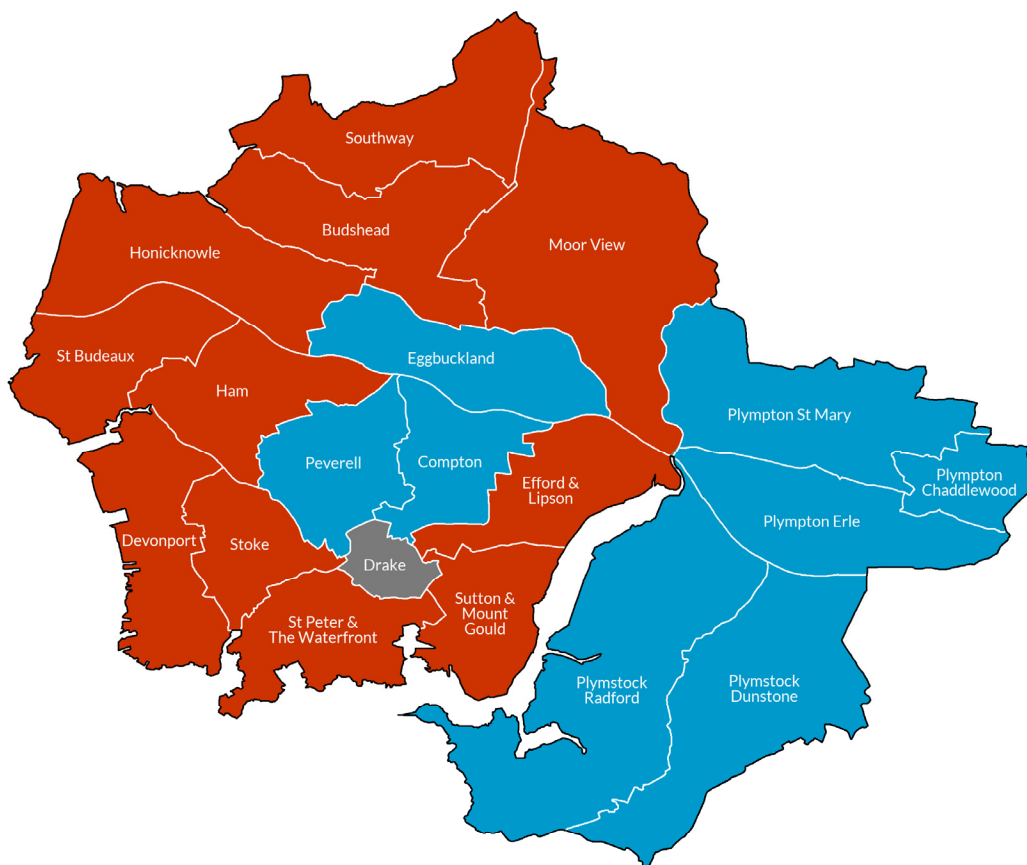 Southway
Budshead
Moor View
Honicknowle
St Budeaux
Eggbuckland
Ham
Plympton St Mary
Peverell
Compton
Efford &
Lipson
Plympton
Chaddlewood
Plympton Erle
Devonport
Stoke
Drake
Sutton &
Mount
Gould
St Peter &
The Waterfront
Plymstock
Radford
Plymstock
Dunstone